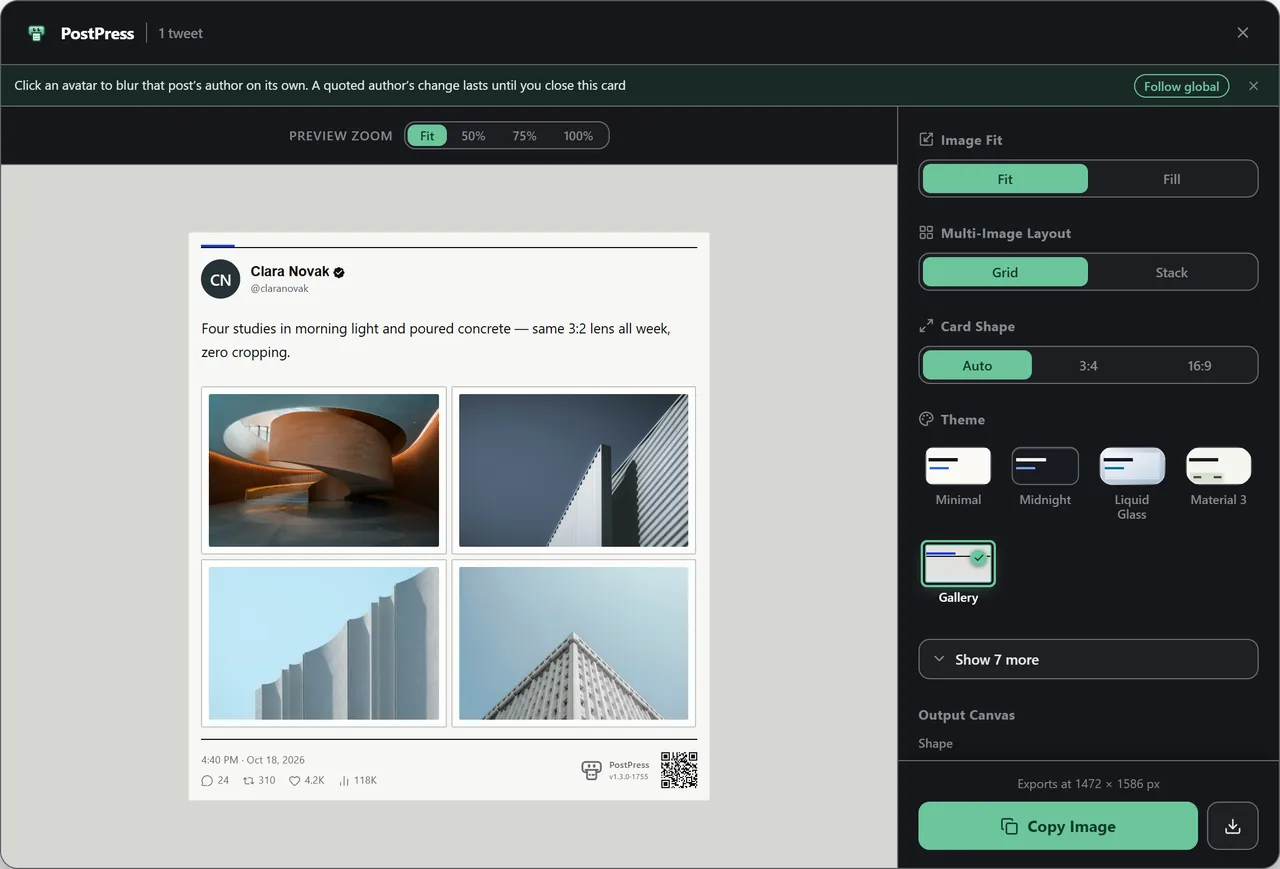 PostPress
1 tweet
Click an avatar to blur that post's author on its own. A quoted author's change lasts until you close this card
Follow global
PREVIEW ZOOM
Fit
50%
75%
100%
CN
Clara Novak
@claranovak
Four studies in morning light and poured concrete — same 3:2 lens all week,
zero cropping.
4:40 PM · Oct 18, 2026
24
310
4.2K
118K
PostPress
v1.3.0·1755
Image Fit
Fit
Fill
Multi-Image Layout
Grid
Stack
Card Shape
Auto
3:4
16:9
Theme
Minimal
Midnight
Liquid
Glass
Material 3
Gallery
Show 7 more
Output Canvas
Shape
Exports at 1472 × 1586 px
Copy Image